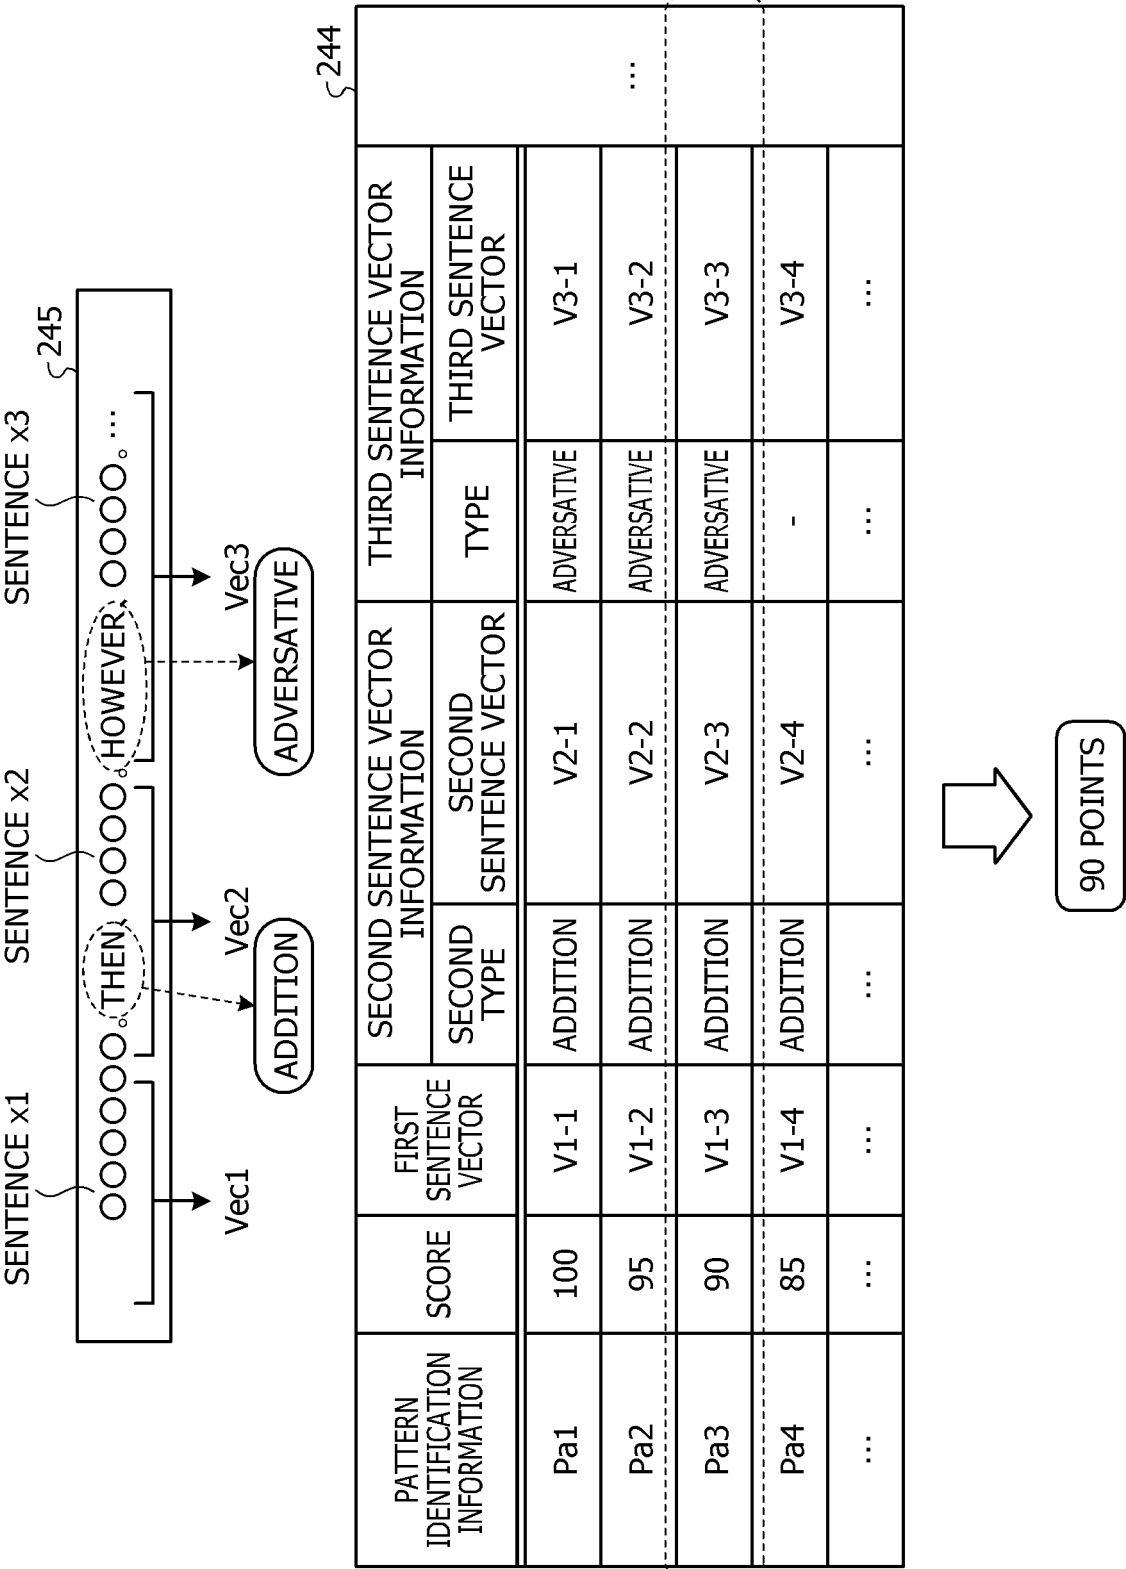 SENTENCE x1 SENTENCE x2 SENTENCE x3
245
○○○○○○。THEN, ○○○○。HOWEVER, ○○○○。…
Vec1 Vec2 Vec3
ADDITION ADVERSATIVE
244
PATTERN
IDENTIFICATION
INFORMATION
SCORE
FIRST
SENTENCE
VECTOR
SECOND SENTENCE VECTOR
INFORMATION
SECOND
TYPE
SECOND
SENTENCE VECTOR
THIRD SENTENCE VECTOR
INFORMATION
TYPE
THIRD SENTENCE
VECTOR
…
Pa1 100 V1-1 ADDITION V2-1 ADVERSATIVE V3-1
Pa2 95 V1-2 ADDITION V2-2 ADVERSATIVE V3-2
Pa3 90 V1-3 ADDITION V2-3 ADVERSATIVE V3-3
Pa4 85 V1-4 ADDITION V2-4 - V3-4
… … … … … … …
90 POINTS